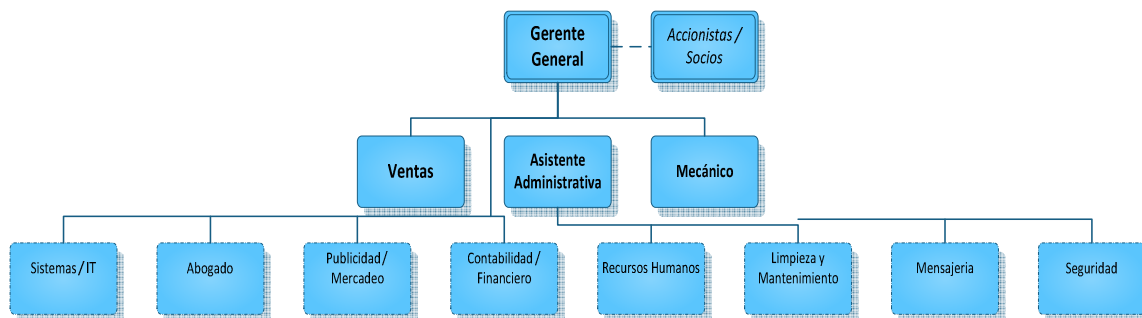 Gerente
General
Accionistas /
Socios
Ventas
Asistente
Administrativa
Mecánico
Sistemas / IT
Abogado
Publicidad /
Mercadeo
Contabilidad /
Financiero
Recursos Humanos
Limpieza y
Mantenimiento
Mensajeria
Seguridad